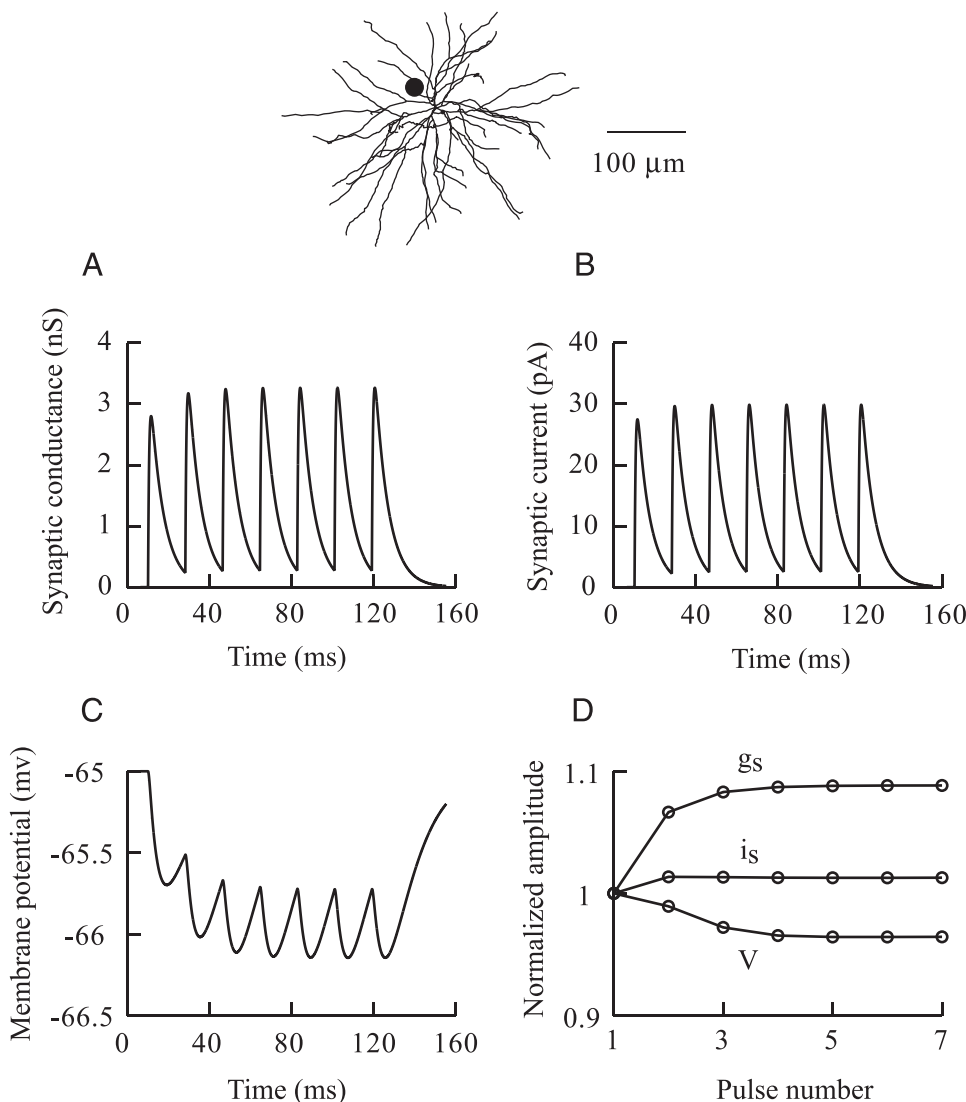 100 μm
A
Synaptic conductance (nS)
4
3
2
1
0
0 40 80 120 160
Time (ms)
B
Synaptic current (pA)
40
30
20
10
0
0 40 80 120 160
Time (ms)
C
Membrane potential (mv)
-65
-65.5
-66
-66.5
0 40 80 120 160
Time (ms)
D
Normalized amplitude
1.1
1
0.9
gs
is
V
1 3 5 7
Pulse number